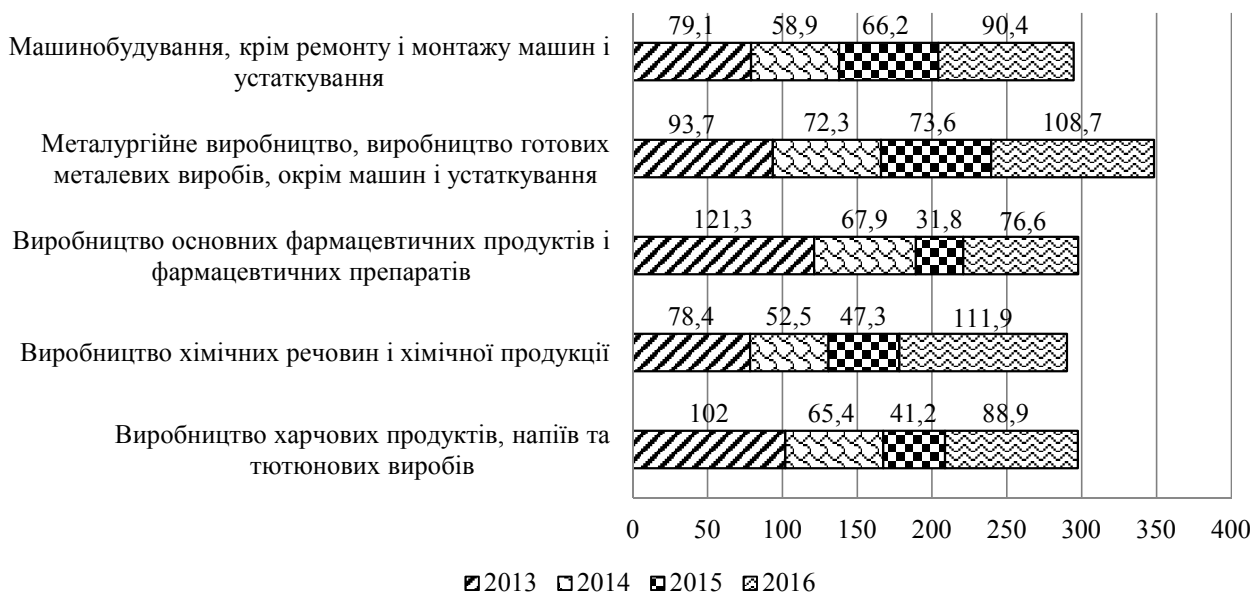 79,1 58,9 66,2 90,4
Машинобудування, крім ремонту і монтажу машин і
устаткування
93,7 72,3 73,6 108,7
Металургійне виробництво, виробництво готових
металевих виробів, окрім машин і устаткування
121,3 67,9 31,8 76,6
Виробництво основних фармацевтичних продуктів і
фармацевтичних препаратів
78,4 52,5 47,3 111,9
Виробництво хімічних речовин і хімічної продукції
102 65,4 41,2 88,9
Виробництво харчових продуктів, напіїв та
тютюнових виробів
0 50 100 150 200 250 300 350 400
2013 2014 2015 2016